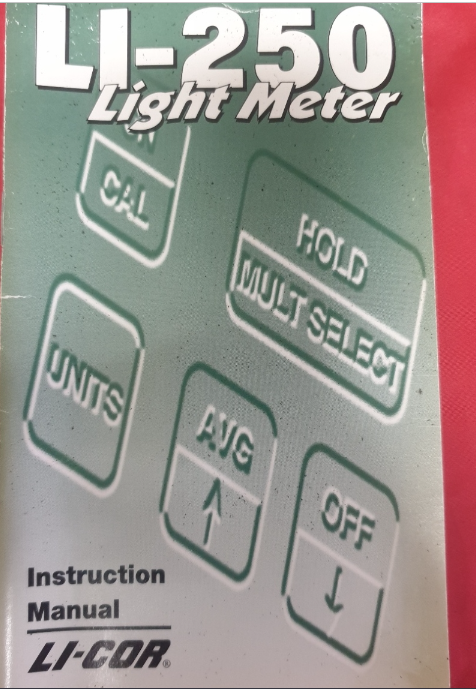 LI-250
Light Meter
CAL
HOLD
MULT SELECT
UNITS
AVG
↑
OFF
↓
Instruction
Manual
LI-COR®